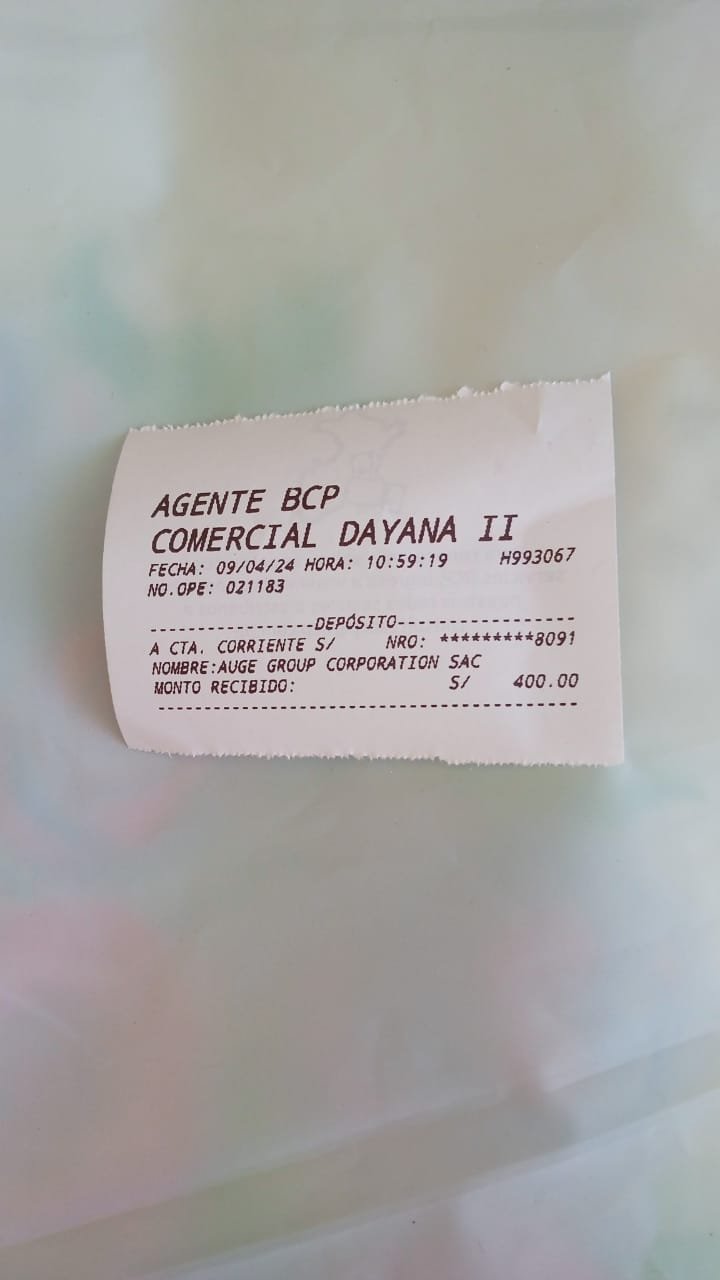 AGENTE BCP
COMERCIAL DAYANA II
FECHA: 09/04/24 HORA: 10:59:19 H993067
NO.OPE: 021183
------------------DEPÓSITO-------------------
A CTA. CORRIENTE S/ NRO: *********8091
NOMBRE:AUGE GROUP CORPORATION SAC
MONTO RECIBIDO: S/ 400.00
----------------------------------------------